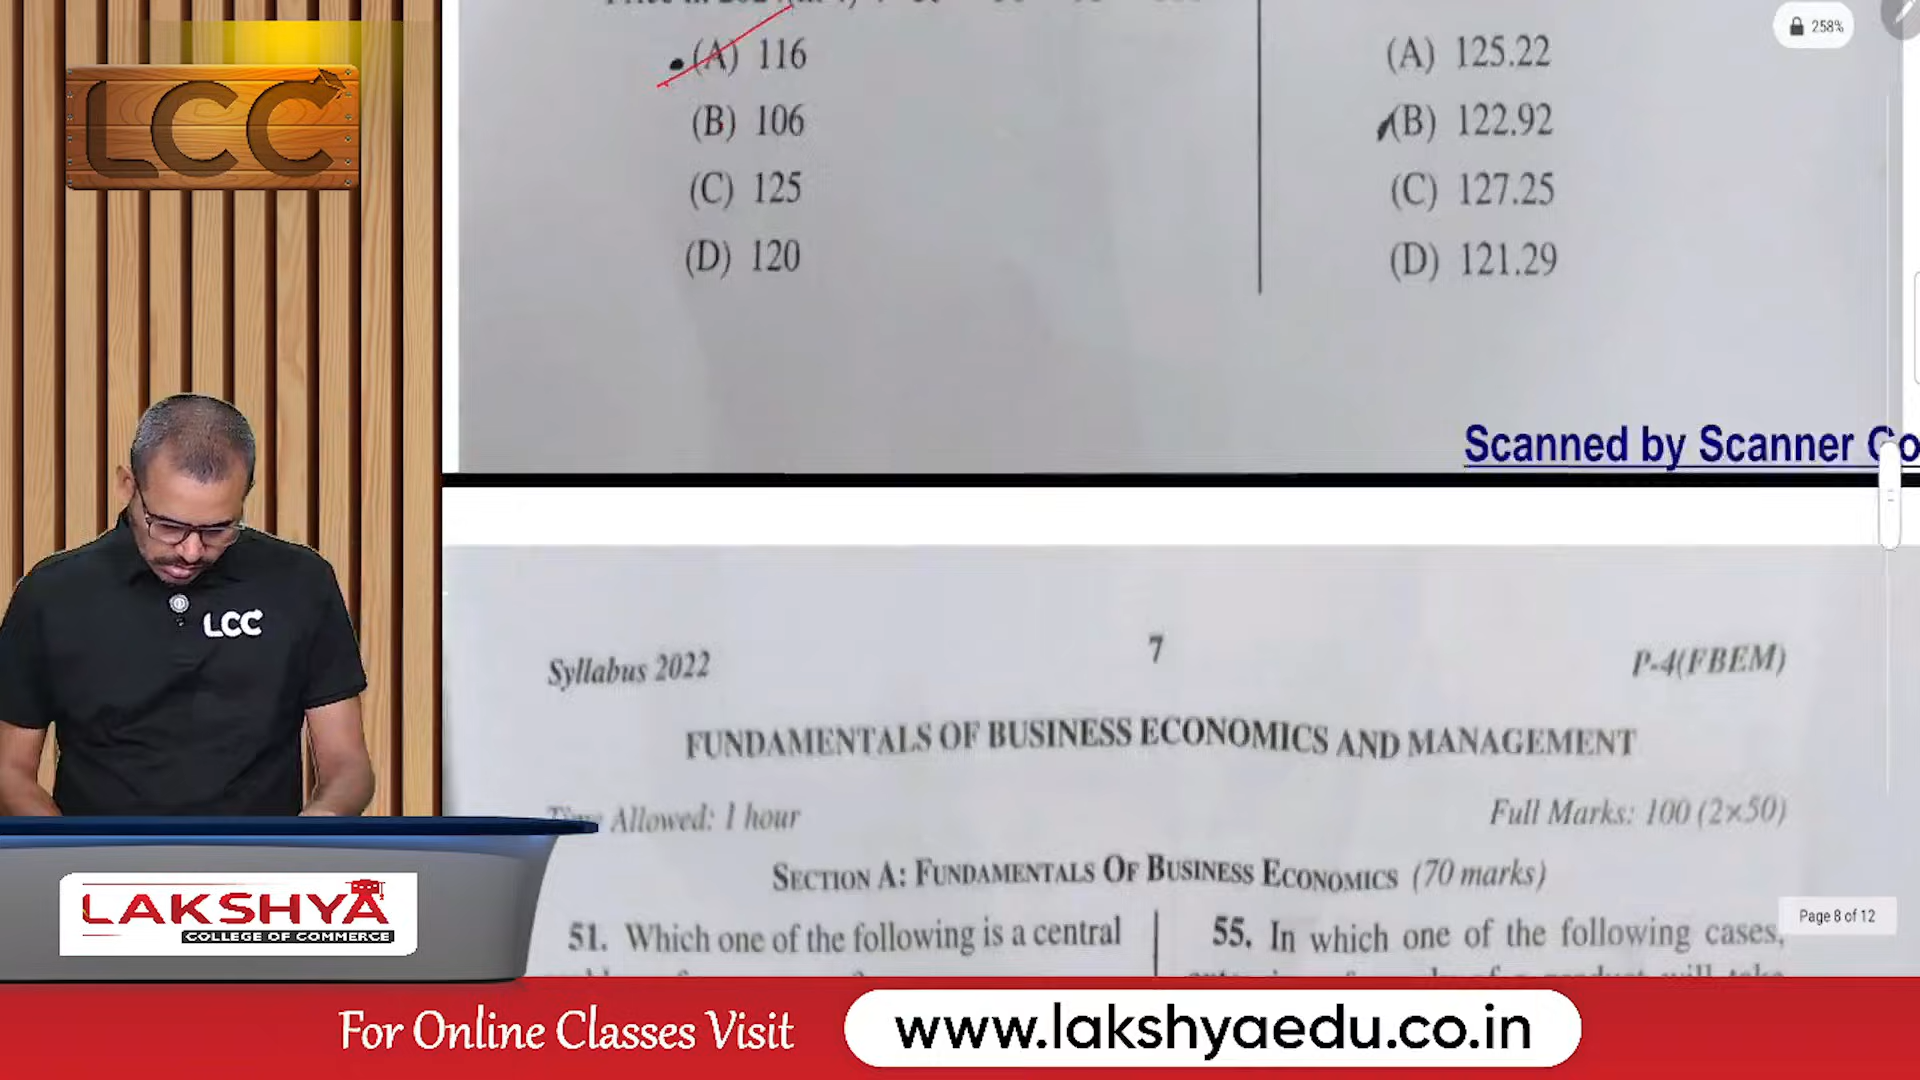 LCC
(A) 116
(B) 106
(C) 125
(D) 120
(A) 125.22
(B) 122.92
(C) 127.25
(D) 121.29
258%
Scanned by Scanner Go
Syllabus 2022
7
P-4(FBEM)
FUNDAMENTALS OF BUSINESS ECONOMICS AND MANAGEMENT
Time Allowed: 1 hour
Full Marks: 100 (2×50)
SECTION A: FUNDAMENTALS OF BUSINESS ECONOMICS (70 marks)
51. Which one of the following is a central
55. In which one of the following cases,
Page 8 of 12
LCC
LAKSHYA
COLLEGE OF COMMERCE
For Online Classes Visit
www.lakshyaedu.co.in